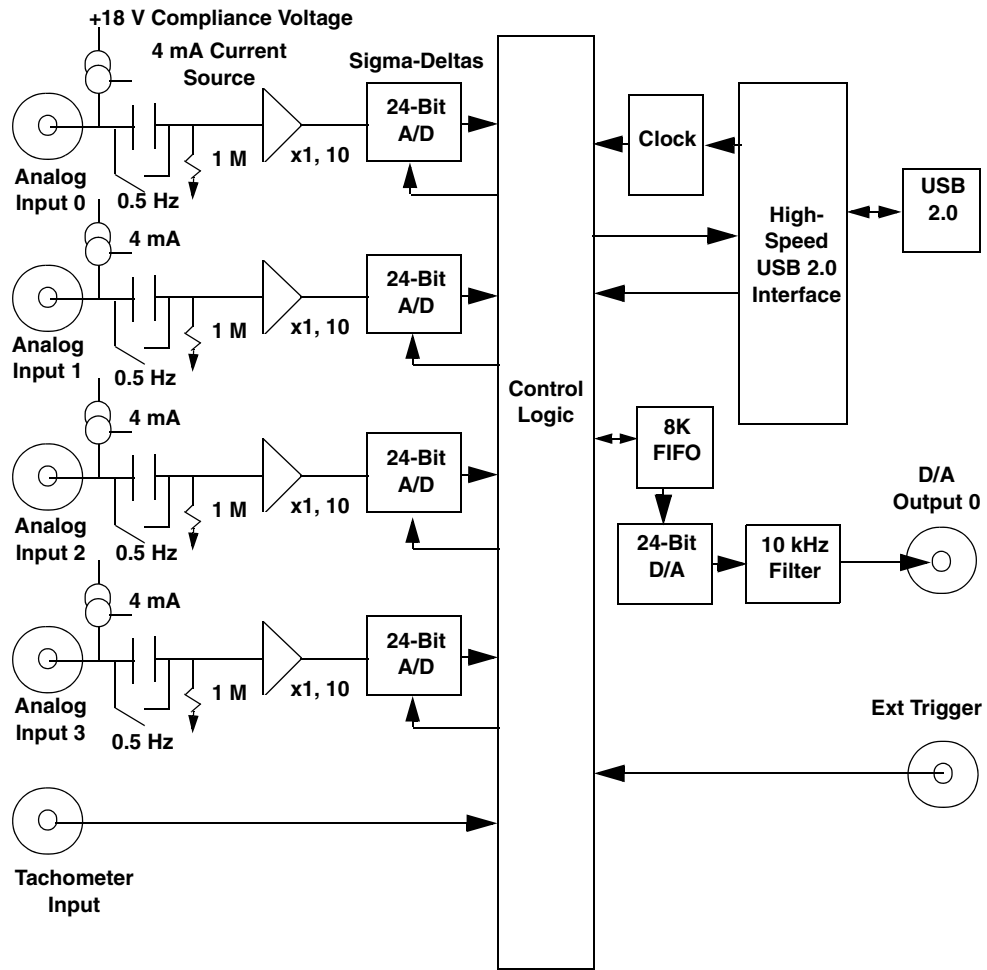 +18 V Compliance Voltage
4 mA Current
Source
Sigma-Deltas
24-Bit
A/D
1 M
x1, 10
Analog
Input 0
0.5 Hz
4 mA
24-Bit
A/D
1 M
x1, 10
Analog
Input 1
0.5 Hz
4 mA
24-Bit
A/D
1 M
x1, 10
Analog
Input 2
0.5 Hz
4 mA
24-Bit
A/D
1 M
x1, 10
Analog
Input 3
0.5 Hz
Tachometer
Input
Control
Logic
Clock
High-
Speed
USB 2.0
Interface
USB
2.0
8K
FIFO
24-Bit
D/A
10 kHz
Filter
D/A
Output 0
Ext Trigger